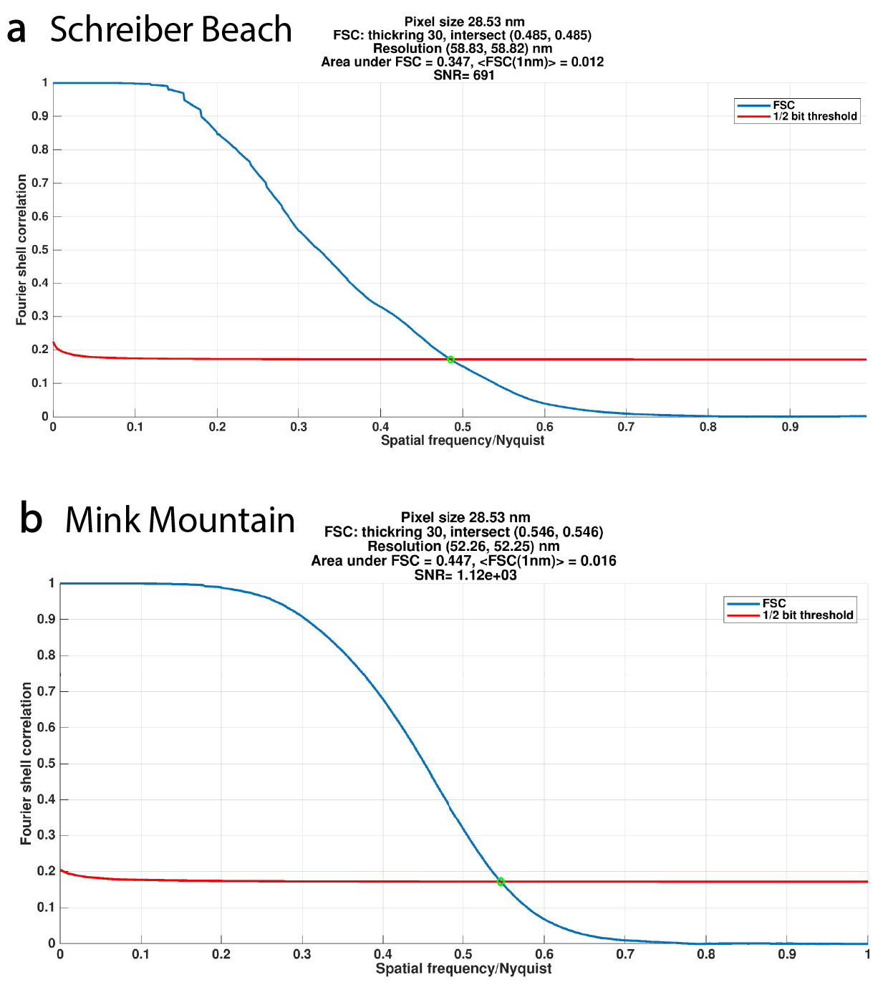 a Schreiber Beach
Pixel size 28.53 nm
FSC: thickring 30, intersect (0.485, 0.485)
Resolution (58.83, 58.82) nm
Area under FSC = 0.347, <FSC(1nm)> = 0.012
SNR= 691
1
0.9
0.8
0.7
0.6
0.5
0.4
0.3
0.2
0.1
0
Fourier shell correlation
FSC
1/2 bit threshold
0 0.1 0.2 0.3 0.4 0.5 0.6 0.7 0.8 0.9
Spatial frequency/Nyquist
b Mink Mountain
Pixel size 28.53 nm
FSC: thickring 30, intersect (0.546, 0.546)
Resolution (52.26, 52.25) nm
Area under FSC = 0.447, <FSC(1nm)> = 0.016
SNR= 1.12e+03
1
0.9
0.8
0.7
0.6
0.5
0.4
0.3
0.2
0.1
0
Fourier shell correlation
FSC
1/2 bit threshold
0 0.1 0.2 0.3 0.4 0.5 0.6 0.7 0.8 0.9 1
Spatial frequency/Nyquist